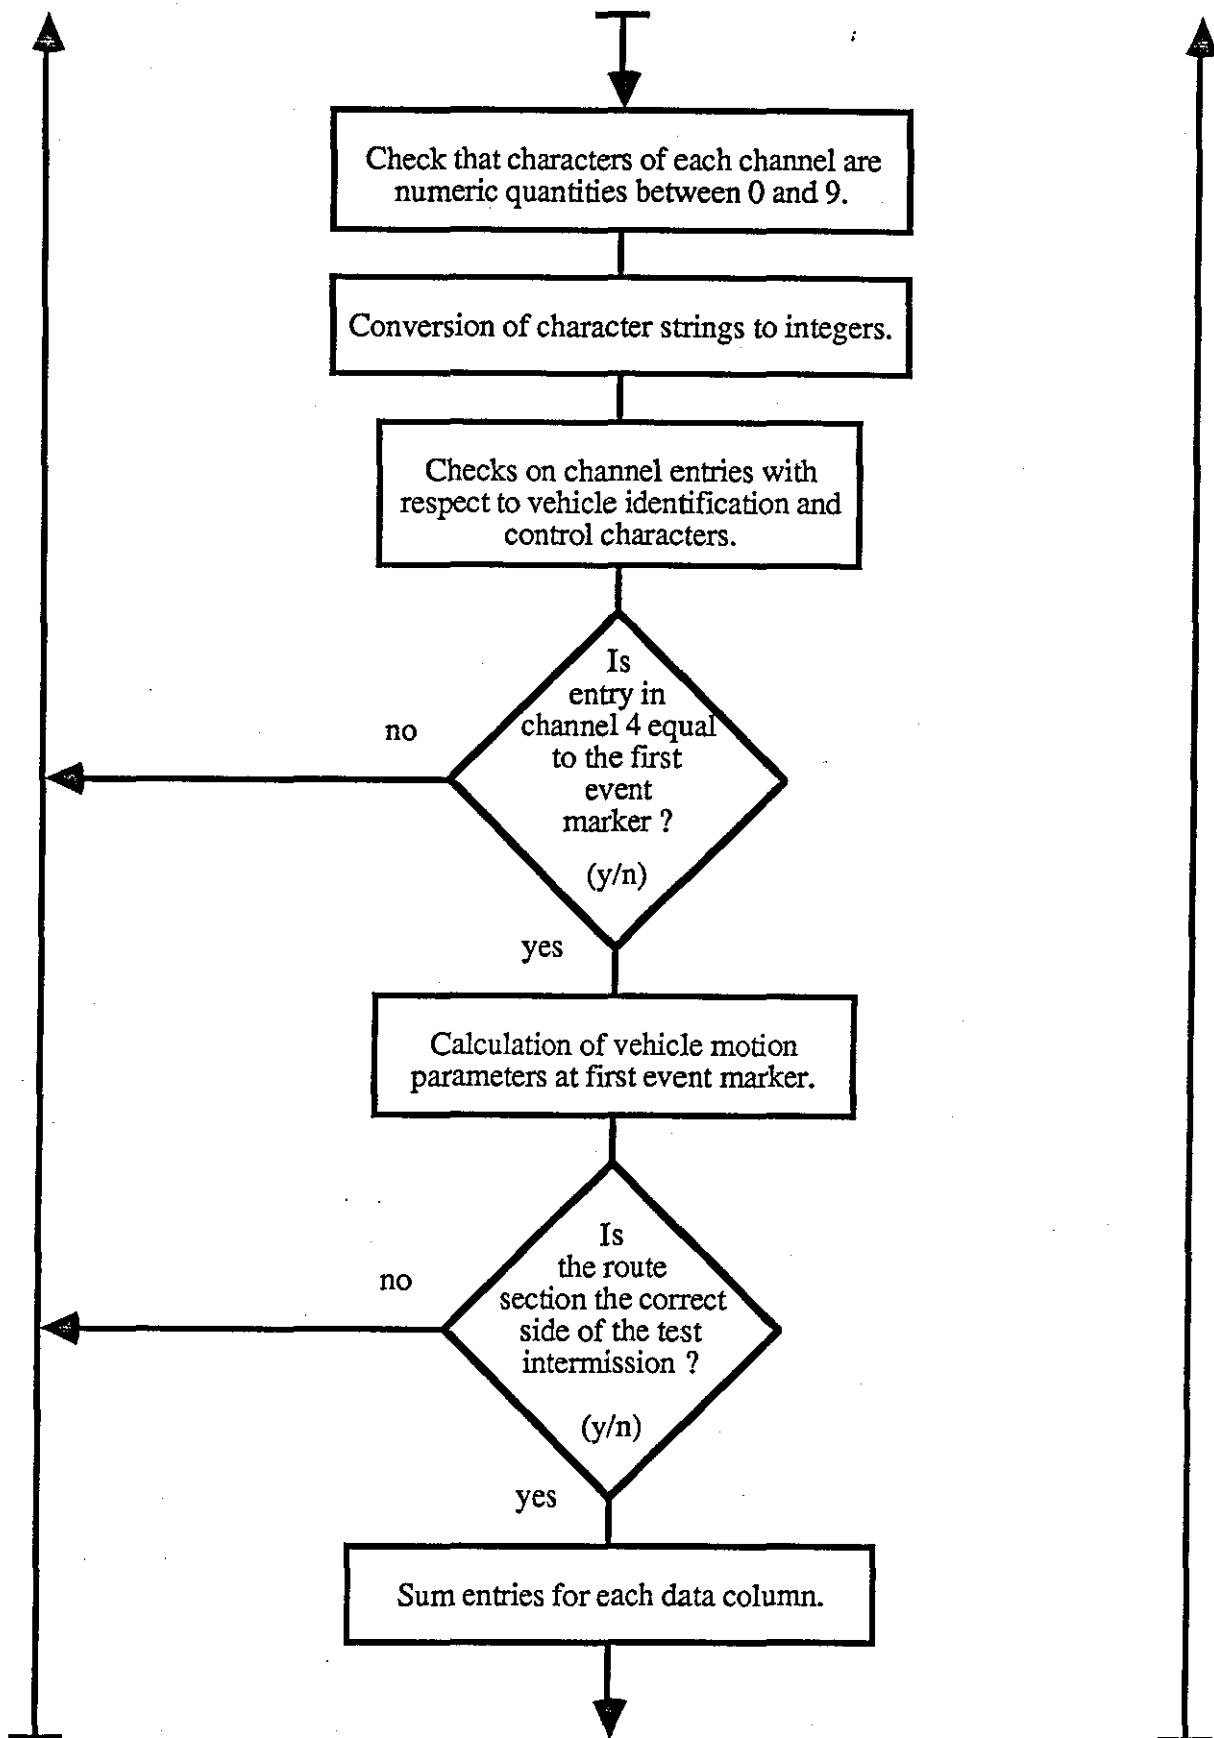 Check that characters of each channel are
numeric quantities between 0 and 9.
Conversion of character strings to integers.
Checks on channel entries with
respect to vehicle identification and
control characters.
Is
entry in
channel 4 equal
to the first
event
marker ?
(y/n)
no
yes
Calculation of vehicle motion
parameters at first event marker.
Is
the route
section the correct
side of the test
intermission ?
(y/n)
no
yes
Sum entries for each data column.